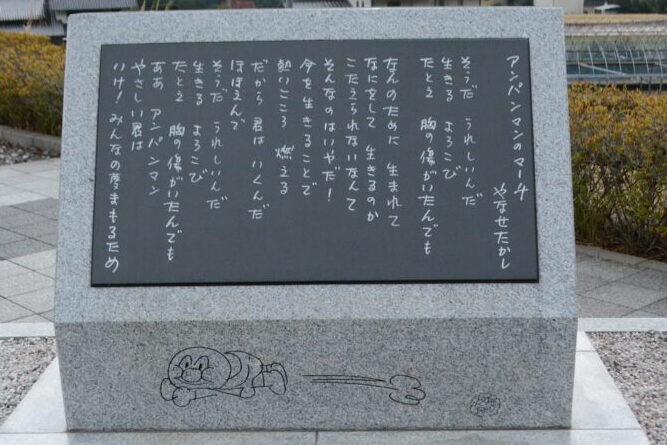 アンパンマンのマーチ
やなせたかし
そうだ うれしいんだ
生きる よろこび
たとえ 胸の傷がいたんでも
なんのために 生まれて
なにをして 生きるのか
こたえられないなんて
そんなのはいやだ!
今を生きることで
熱いこころ 燃える
だから 君は いくんだ
ほほえんで
そうだ うれしいんだ
生きる よろこび
たとえ 胸の傷がいたんでも
ああ アンパンマン
やさしい君は
いけ! みんなの夢まもるため